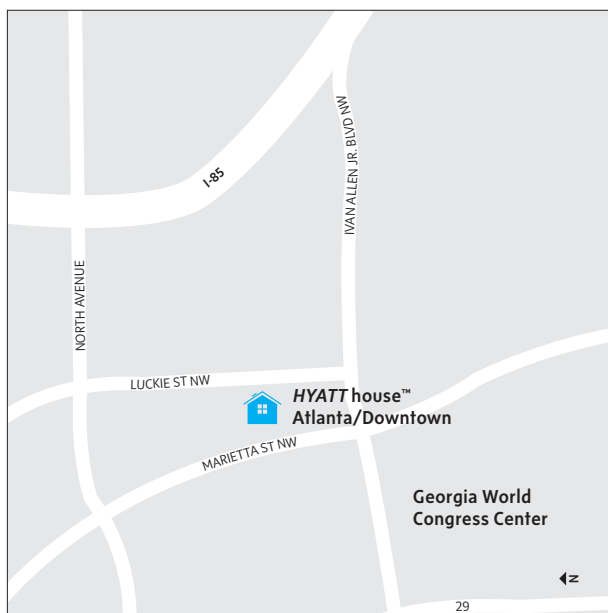 I-85
IVAN ALLEN JR. BLVD NW
NORTH AVENUE
LUCKIE ST NW
HYATT house™
Atlanta/Downtown
MARIETTA ST NW
Georgia World
Congress Center
N
29